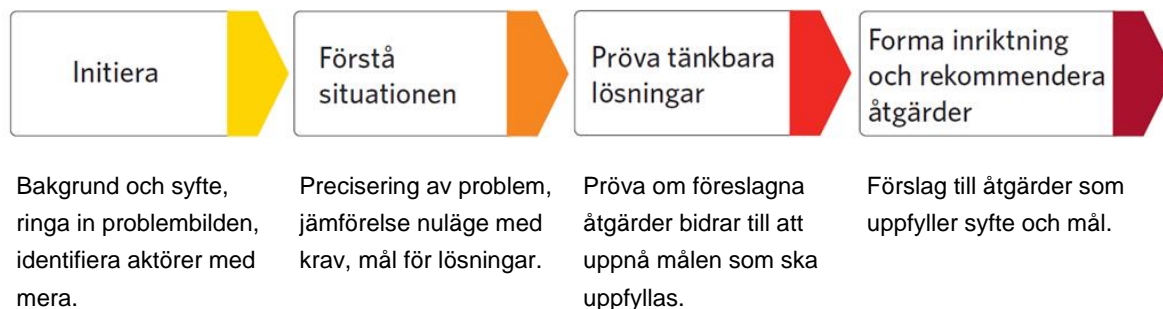 Initiera
Förstå
situationen
Pröva tänkbara
lösningar
Forma inriktning
och rekommendera
åtgärder
Bakgrund och syfte,
ringa in problembilden,
identifiera aktörer med
mera.
Precisering av problem,
jämförelse nuläge med
krav, mål för lösningar.
Pröva om föreslagna
åtgärder bidrar till att
uppnå målen som ska
uppfyllas.
Förslag till åtgärder som
uppfyller syfte och mål.